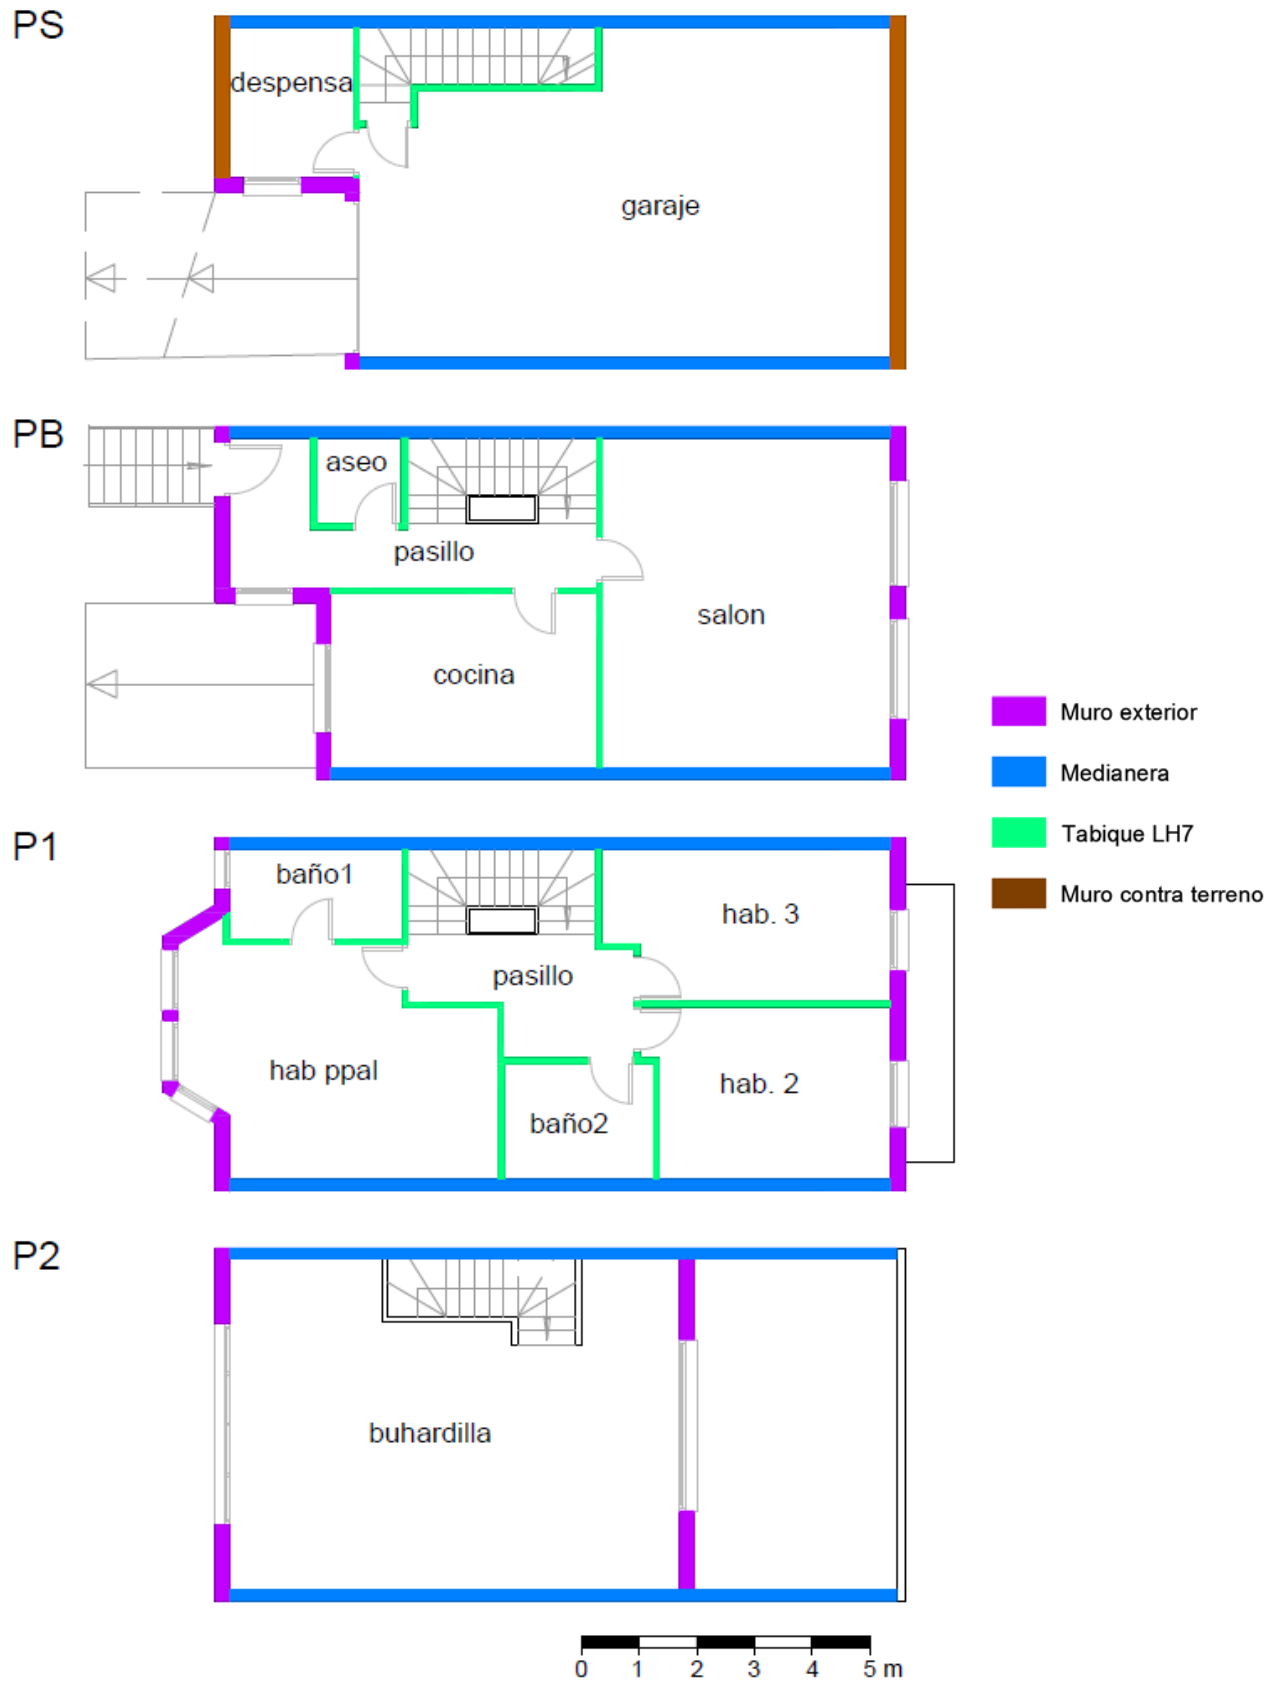 PS
despensa
garaje
PB
aseo
pasillo
salon
cocina
Muro exterior
Medianera
Tabique LH7
Muro contra terreno
P1
baño1
hab. 3
pasillo
hab ppal
hab. 2
baño2
P2
buhardilla
0 1 2 3 4 5 m